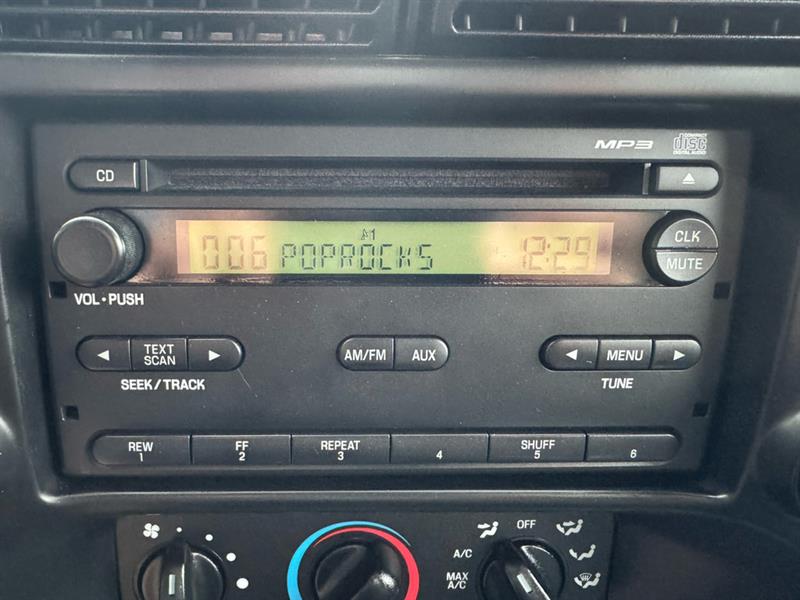 MP3 COMPACT disc DIGITAL AUDIO
CD
006 POPROCKS 12:29
CLK
MUTE
VOL•PUSH
TEXT SCAN
SEEK/TRACK
AM/FM AUX
MENU
TUNE
REW 1
FF 2
REPEAT 3
4
SHUFF 5
6
OFF
A/C
MAX A/C